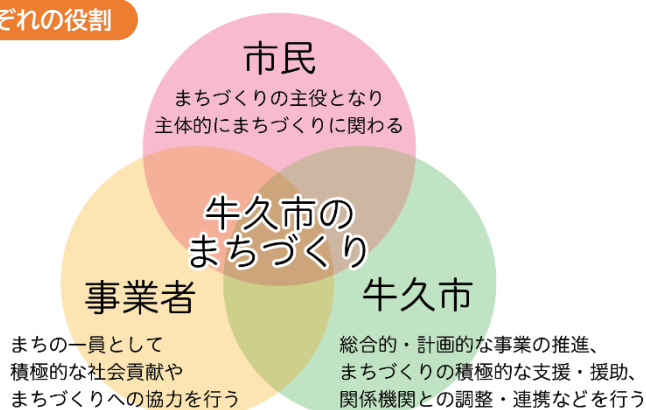 ぞれの役割
市民
まちづくりの主役となり
主体的にまちづくりに関わる
牛久市の
まちづくり
事業者
まちの一員として
積極的な社会貢献や
まちづくりへの協力を行う
牛久市
総合的・計画的な事業の推進、
まちづくりの積極的な支援・援助、
関係機関との調整・連携などを行う